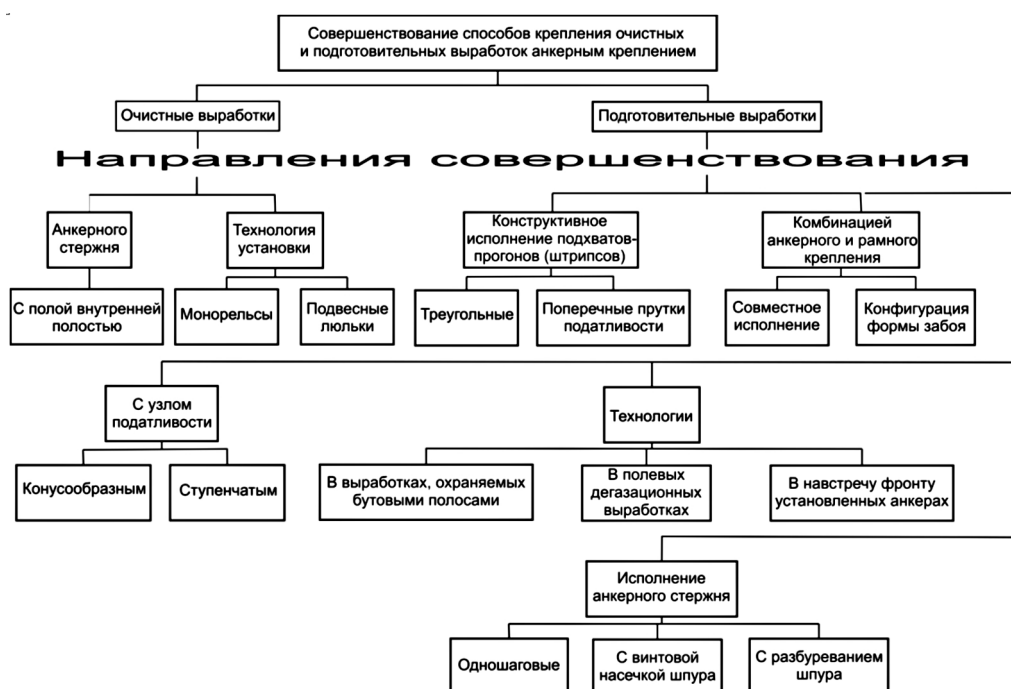 Совершенствование способов крепления очистных
и подготовительных выработок анкерным креплением
Очистные выработки
Подготовительные выработки
Направления совершенствования
Анкерного
стержня
Технология
установки
Конструктивное
исполнение подхватов-
прогонов (штрипсов)
Комбинацией
анкерного и рамного
крепления
С полой внутренней
полостью
Монорельсы
Подвесные
люльки
Треугольные
Поперечные прутки
податливости
Совместное
исполнение
Конфигурация
формы забоя
С узлом
податливости
Технологии
Конусообразным
Ступенчатым
В выработках, охраняемых
бутовыми полосами
В полевых
дегазационных
выработках
В навстречу фронту
установленных анкерах
Исполнение
анкерного стержня
Одношаговые
С винтовой
насечкой шпура
С разбуреванием
шпура